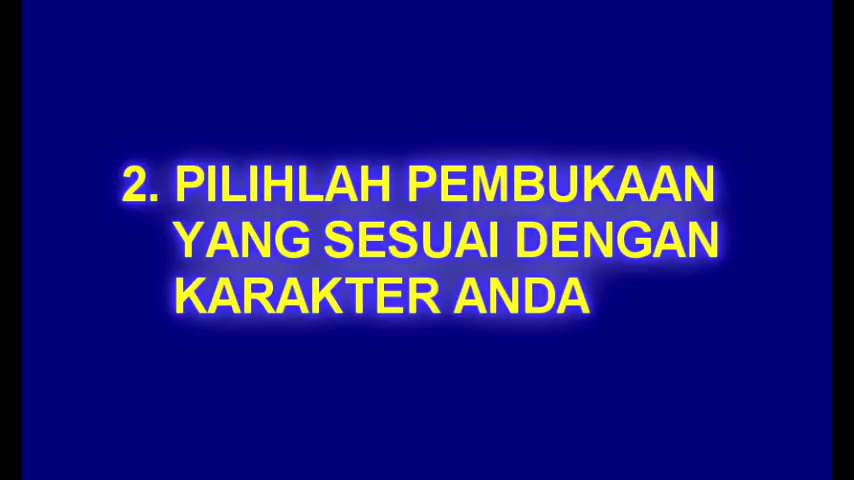 2. PILIHLAH PEMBUKAAN
YANG SESUAI DENGAN
KARAKTER ANDA